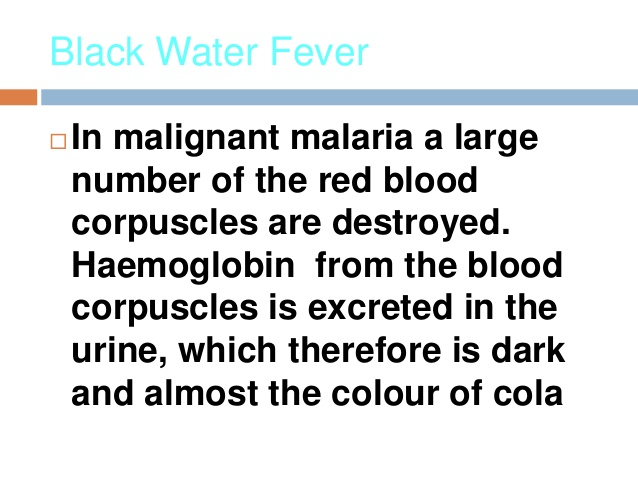 Black Water Fever
In malignant malaria a large
number of the red blood
corpuscles are destroyed.
Haemoglobin  from the blood
corpuscles is excreted in the
urine, which therefore is dark
and almost the colour of cola